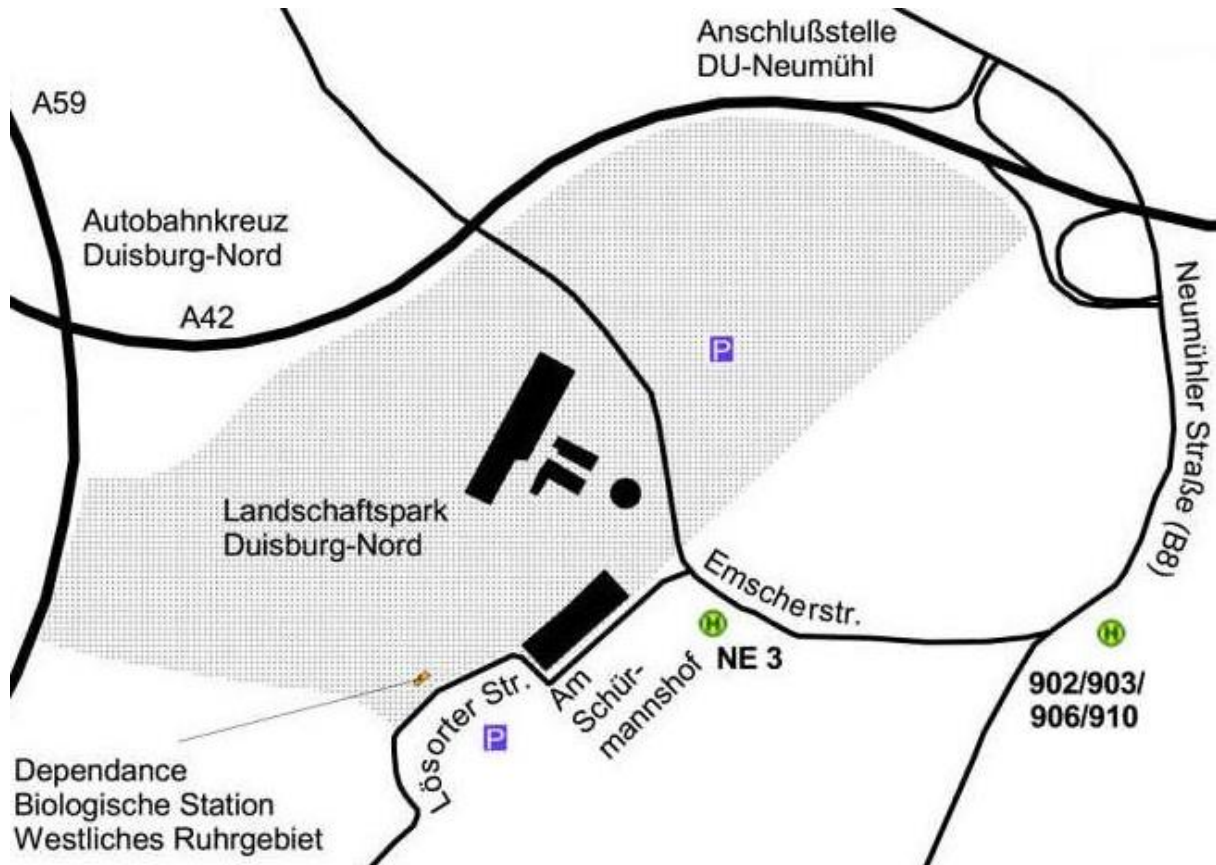 Anschlußstelle
DU-Neumühl
A59
Autobahnkreuz
Duisburg-Nord
A42
Neumühler Straße (B8)
P
Landschaftspark
Duisburg-Nord
Emscherstr.
H
NE 3
H
902/903/
906/910
Am
Schür-
mannshof
Lösorter Str.
P
Dependance
Biologische Station
Westliches Ruhrgebiet